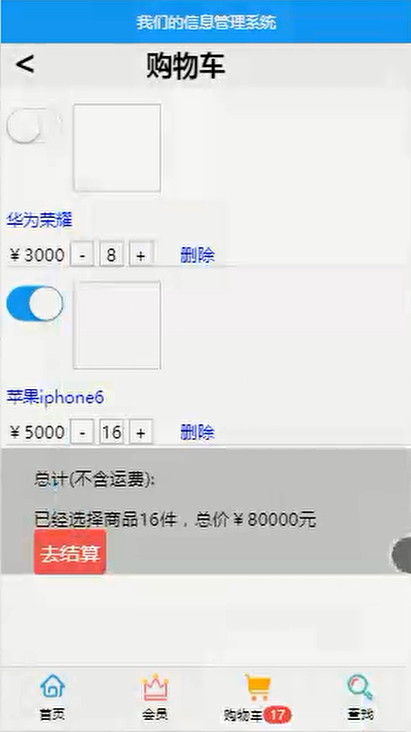 我们的信息管理系统
< 购物车
华为荣耀
￥3000 - 8 + 删除
苹果iphone6
￥5000 - 16 + 删除
总计(不含运费):
已经选择商品16件，总价￥80000元
去结算
首页 会员 购物车 17 查找